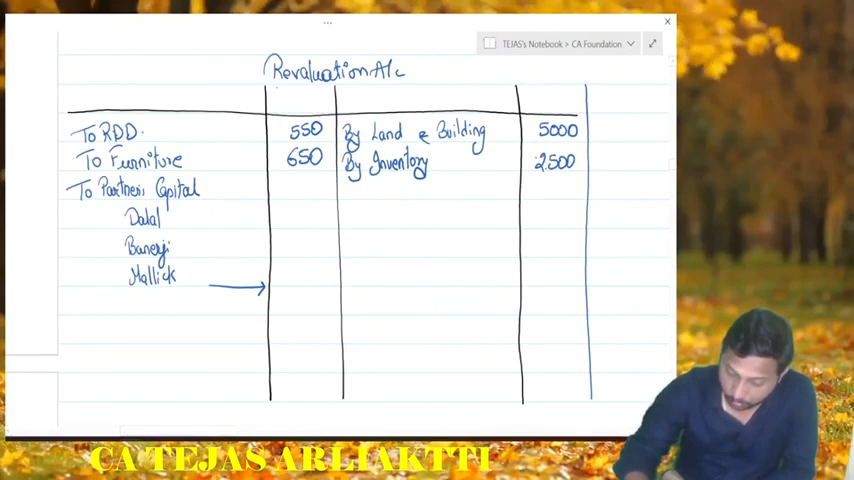 TEJAS's Notebook > CA Foundation
Revaluation A/c
To RDD. 550 By Land & Building 5000
To Furniture 650 By Inventory 2500
To Partners Capital
Dalal
Banerji
Mallick
CA TEJAS ARLIAKTTI